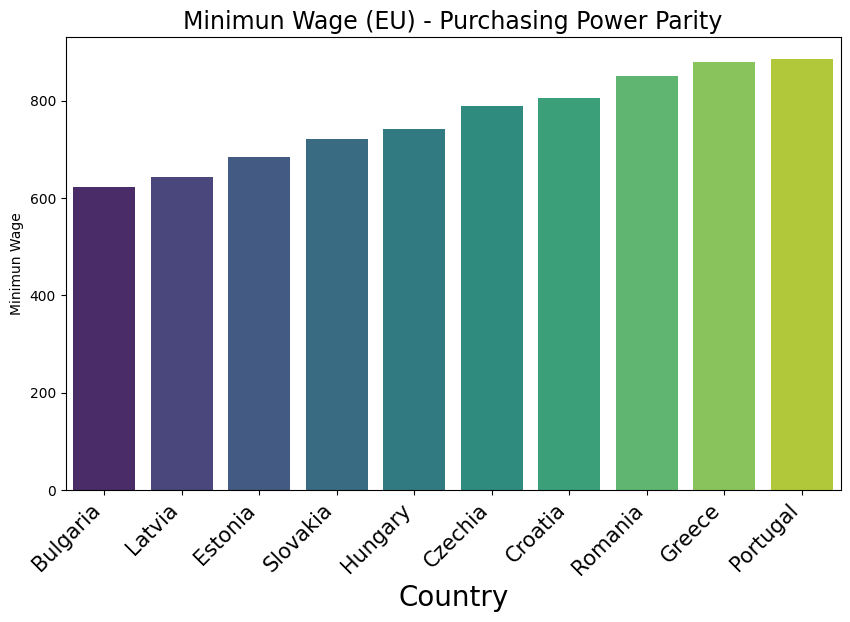 Minimun Wage (EU) - Purchasing Power Parity
Minimun Wage
800
600
400
200
0
Bulgaria
Latvia
Estonia
Slovakia
Hungary
Czechia
Croatia
Romania
Greece
Portugal
Country